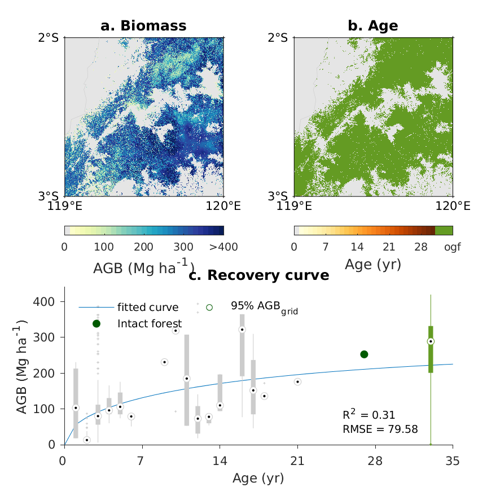 a. Biomass
b. Age
2°S
2°S
3°S
3°S
119°E
120°E
119°E
120°E
0 100 200 300 >400
0 7 14 21 28 ogf
AGB (Mg ha⁻¹)
Age (yr)
c. Recovery curve
fitted curve
95% AGB_grid
Intact forest
400
300
200
100
0
AGB (Mg ha⁻¹)
R² = 0.31
RMSE = 79.58
0 7 14 21 28 35
Age (yr)